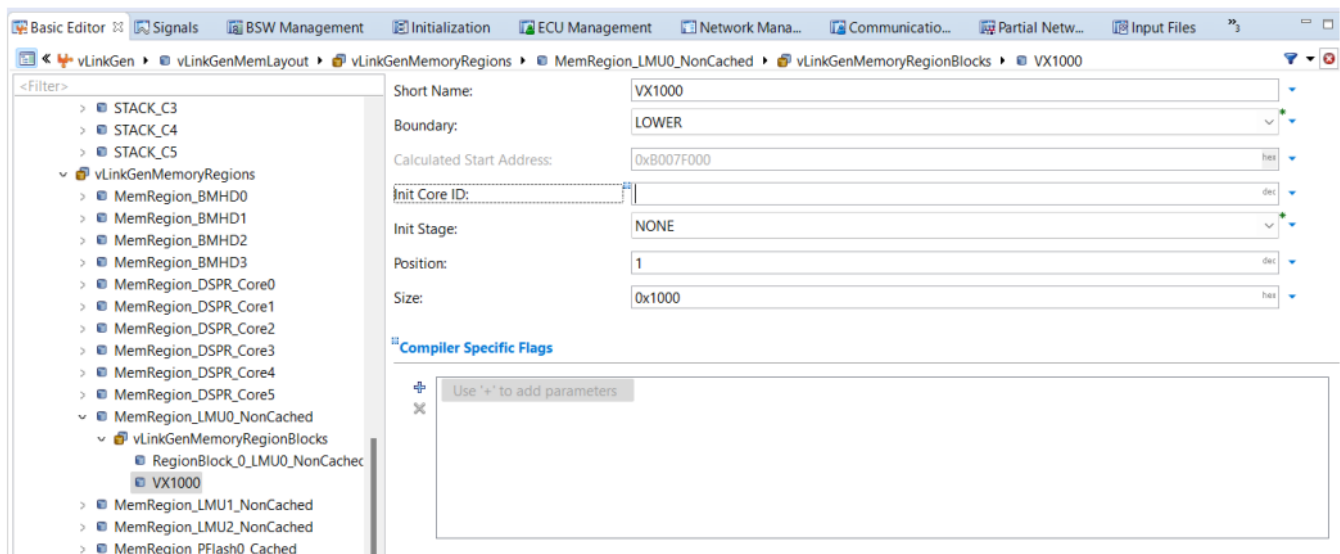 Basic Editor Signals BSW Management Initialization ECU Management Network Mana... Communicatio... Partial Netw... Input Files »3
« vLinkGen vLinkGenMemLayout vLinkGenMemoryRegions MemRegion_LMU0_NonCached vLinkGenMemoryRegionBlocks VX1000
<Filter>
STACK_C3
STACK_C4
STACK_C5
vLinkGenMemoryRegions
MemRegion_BMHD0
MemRegion_BMHD1
MemRegion_BMHD2
MemRegion_BMHD3
MemRegion_DSPR_Core0
MemRegion_DSPR_Core1
MemRegion_DSPR_Core2
MemRegion_DSPR_Core3
MemRegion_DSPR_Core4
MemRegion_DSPR_Core5
MemRegion_LMU0_NonCached
vLinkGenMemoryRegionBlocks
RegionBlock_0_LMU0_NonCached
VX1000
MemRegion_LMU1_NonCached
MemRegion_LMU2_NonCached
MemRegion_PFlash0_Cached
Short Name: VX1000
Boundary: LOWER
Calculated Start Address: 0xB007F000 hex
Init Core ID: dec
Init Stage: NONE
Position: 1 dec
Size: 0x1000 hex
Compiler Specific Flags
Use '+' to add parameters